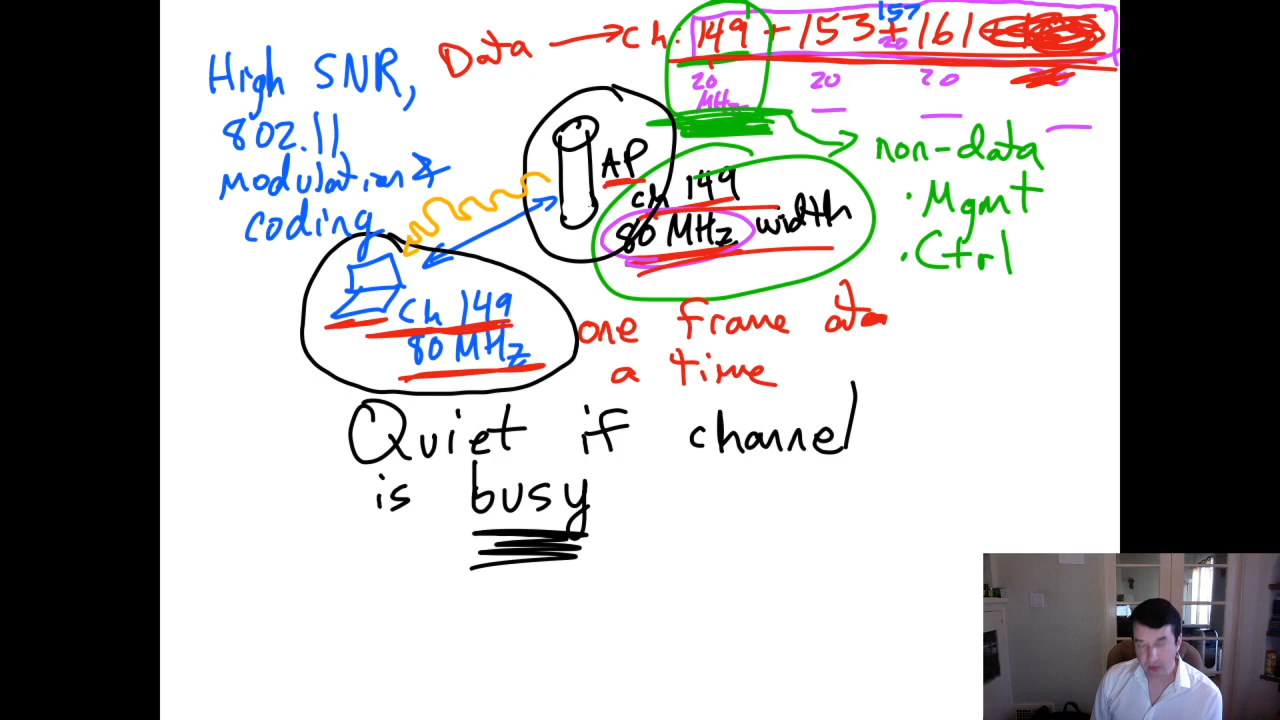 Data → ch. 149 + 153 + 161 +
157
20
20 MHz 20 20
High SNR,
802.11
modulation &
coding
AP
ch 149
80 MHz width
non-data
· Mgmt
· Ctrl
ch 149
80 MHz
one frame at
a time
Quiet if channel
is busy